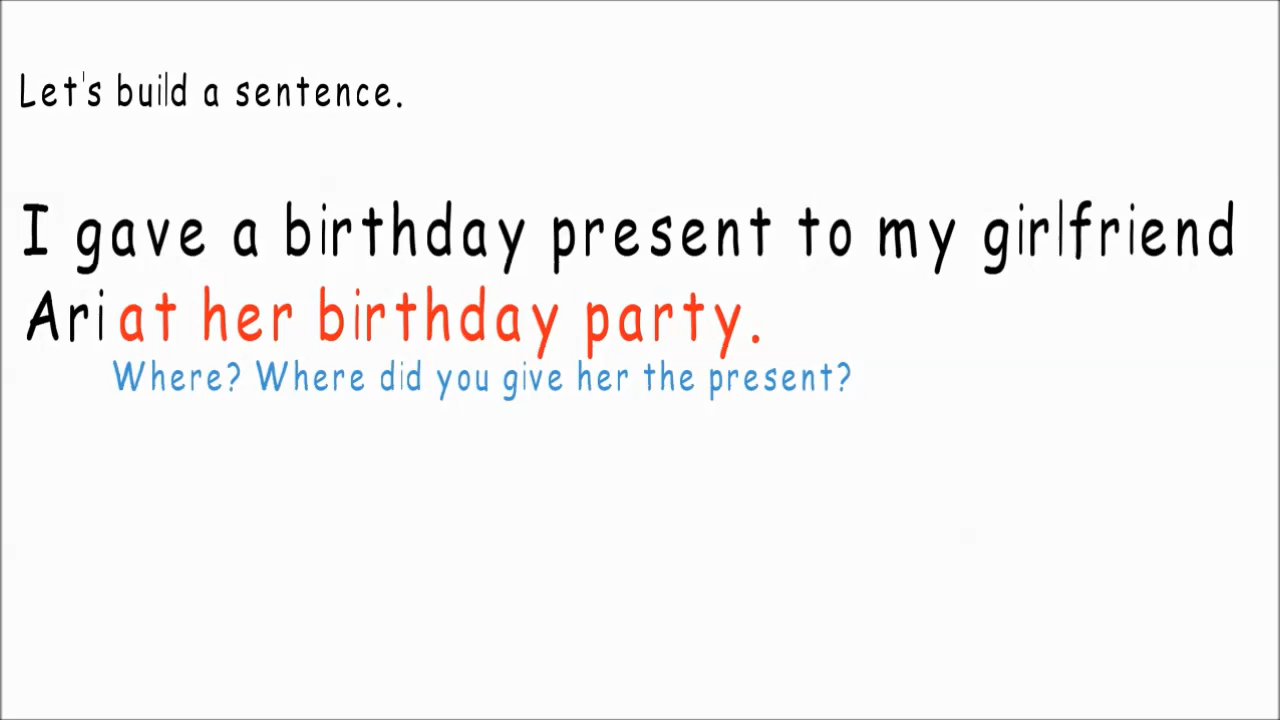 Let's build a sentence.
I gave a birthday present to my girlfriend
Ari at her birthday party.
Where? Where did you give her the present?